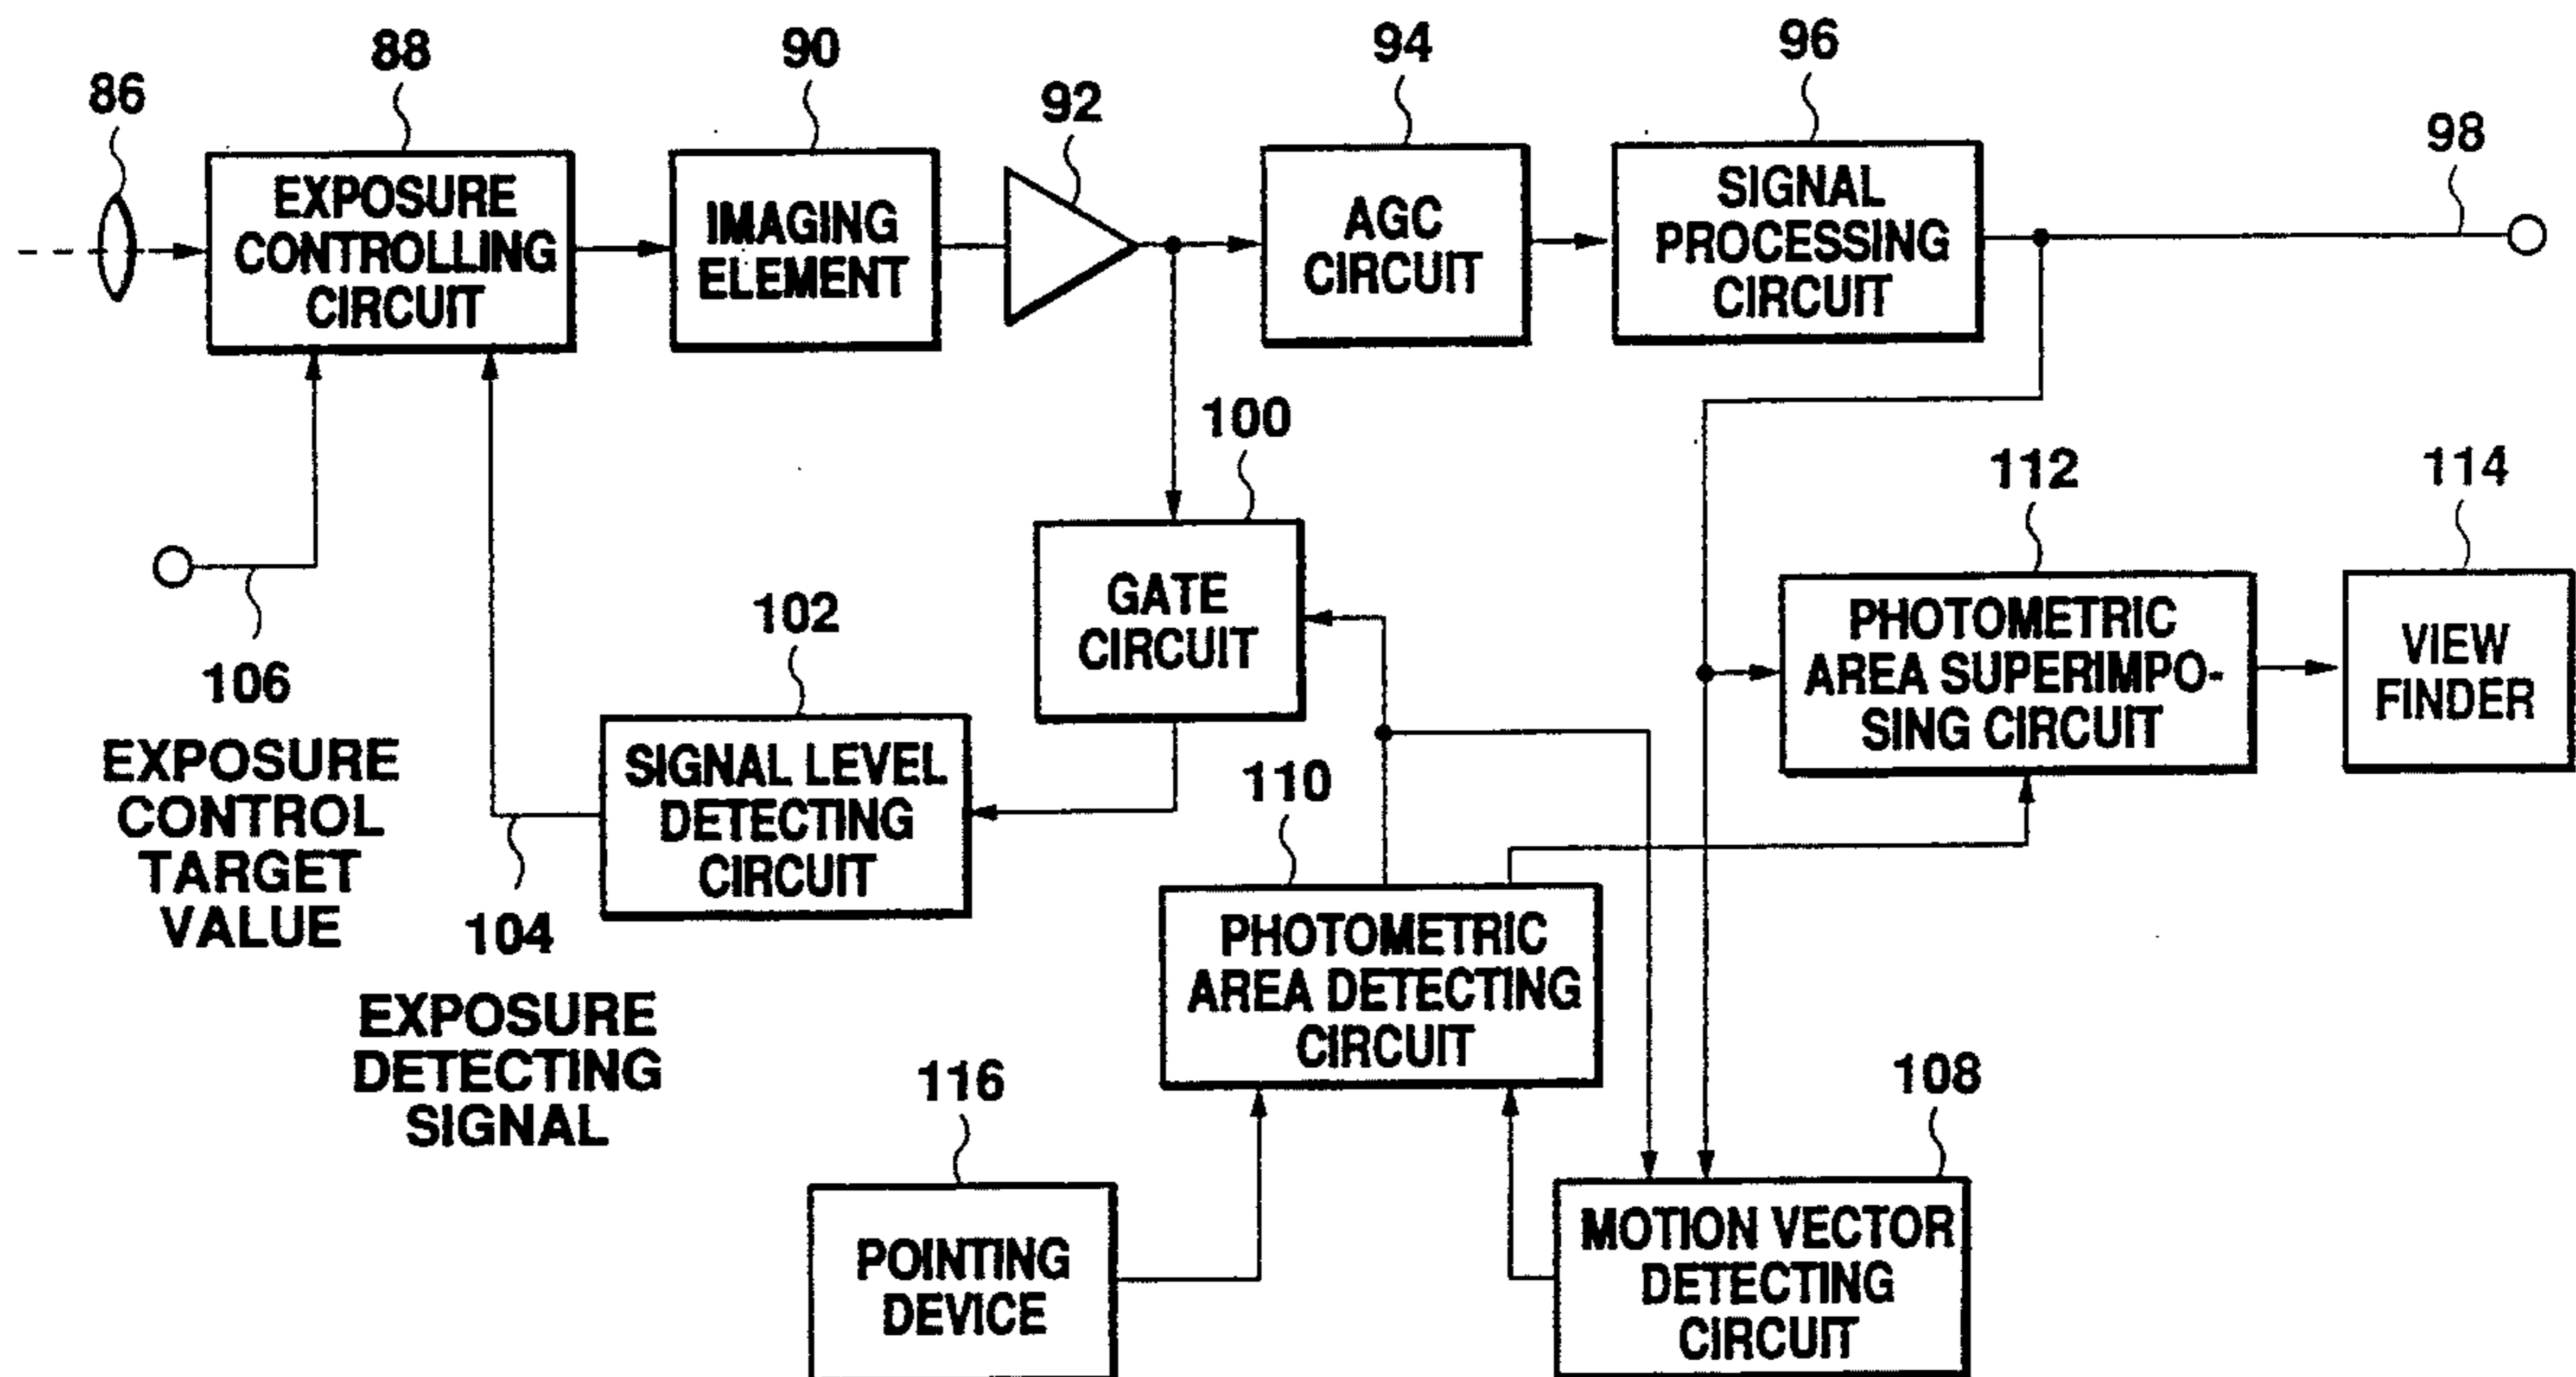 86
88
90
92
94
96
98
EXPOSURE
CONTROLLING
CIRCUIT
IMAGING
ELEMENT
AGC
CIRCUIT
SIGNAL
PROCESSING
CIRCUIT
100
GATE
CIRCUIT
112
PHOTOMETRIC
AREA SUPERIMPO-
SING CIRCUIT
114
VIEW
FINDER
106
EXPOSURE
CONTROL
TARGET
VALUE
102
SIGNAL LEVEL
DETECTING
CIRCUIT
104
EXPOSURE
DETECTING
SIGNAL
110
PHOTOMETRIC
AREA DETECTING
CIRCUIT
116
POINTING
DEVICE
108
MOTION VECTOR
DETECTING
CIRCUIT